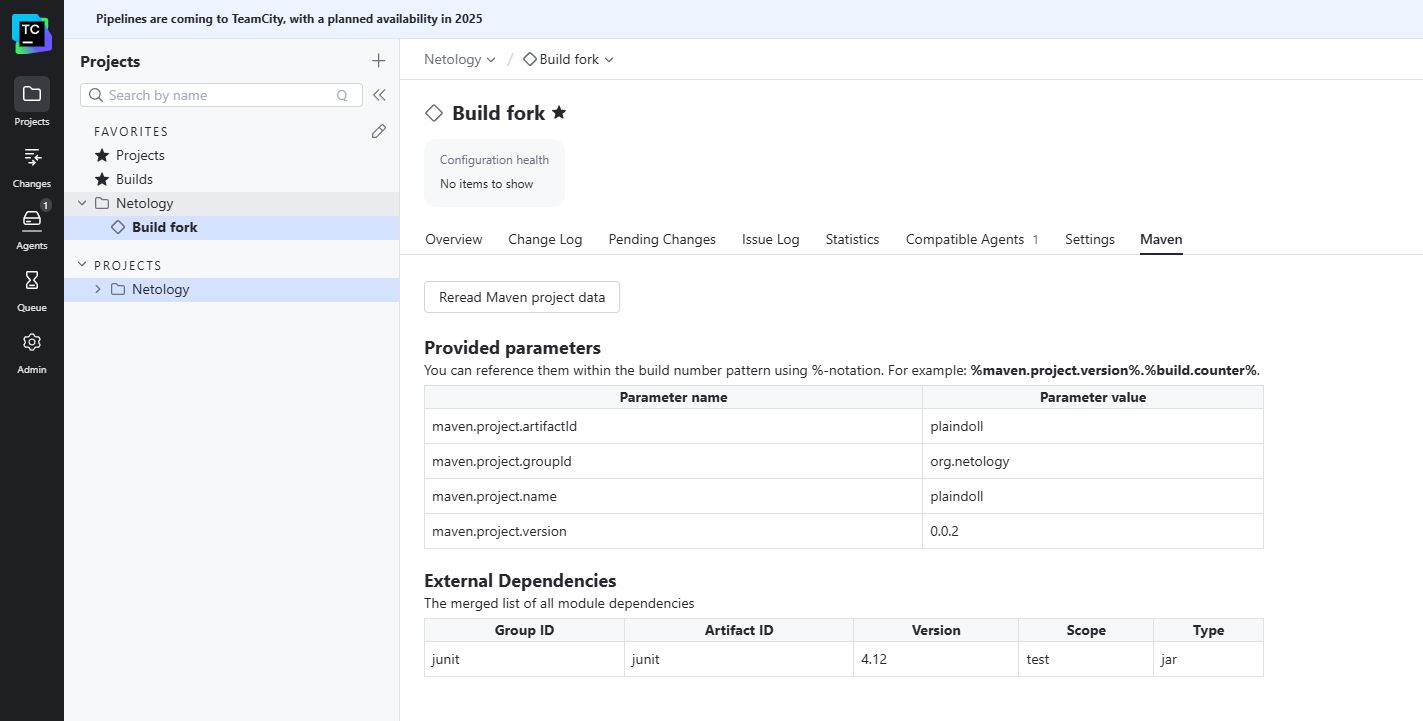 Pipelines are coming to TeamCity, with a planned availability in 2025
TC
Projects
Changes
1
Agents
Queue
Admin
Projects
Search by name Q
FAVORITES
Projects
Builds
Netology
Build fork
PROJECTS
Netology
Netology / Build fork
Build fork
Configuration health
No items to show
Overview Change Log Pending Changes Issue Log Statistics Compatible Agents 1 Settings Maven
Reread Maven project data
Provided parameters
You can reference them within the build number pattern using %-notation. For example: %maven.project.version%.%build.counter%.
Parameter name Parameter value
maven.project.artifactId plaindoll
maven.project.groupId org.netology
maven.project.name plaindoll
maven.project.version 0.0.2
External Dependencies
The merged list of all module dependencies
Group ID Artifact ID Version Scope Type
junit junit 4.12 test jar